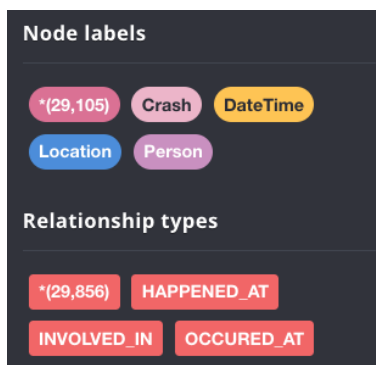 Node labels
*(29,105) Crash DateTime
Location Person
Relationship types
*(29,856) HAPPENED_AT
INVOLVED_IN OCCURED_AT